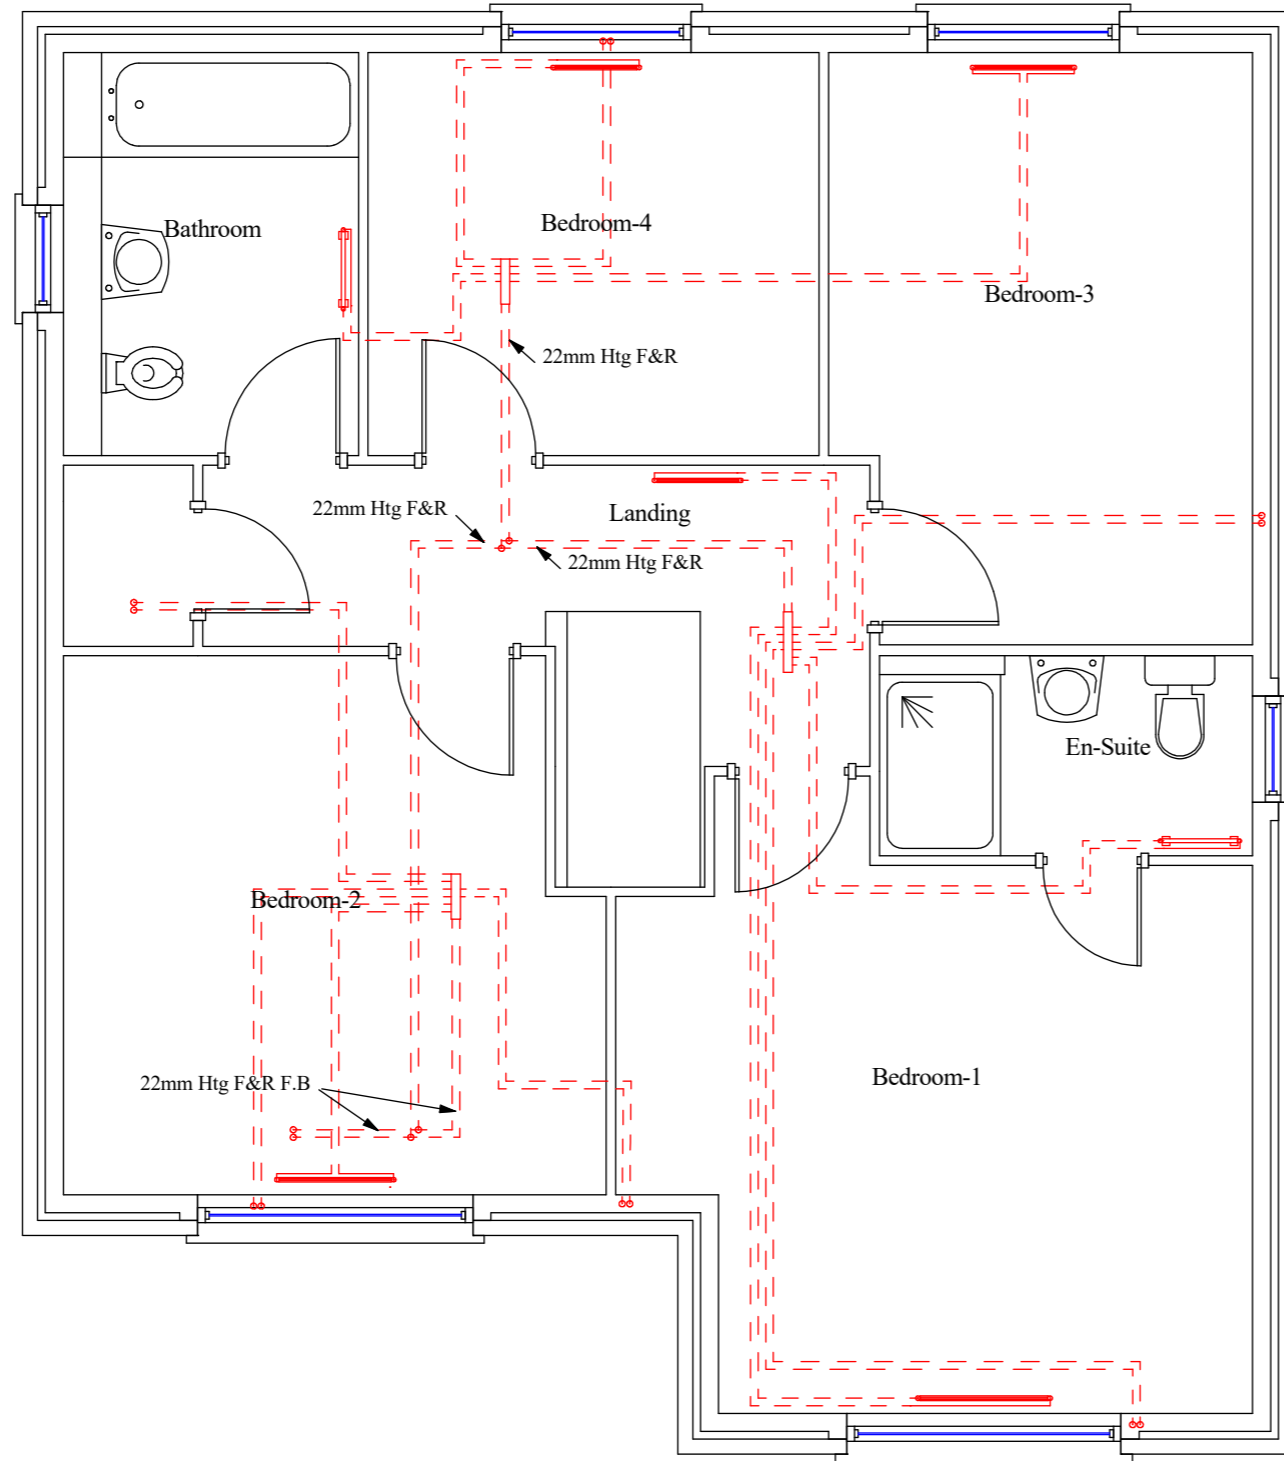 Bathroom
Bedroom-4
Bedroom-3
22mm Htg F&R
22mm Htg F&R
Landing
22mm Htg F&R
En-Suite
Bedroom-2
Bedroom-1
22mm Htg F&R F.B